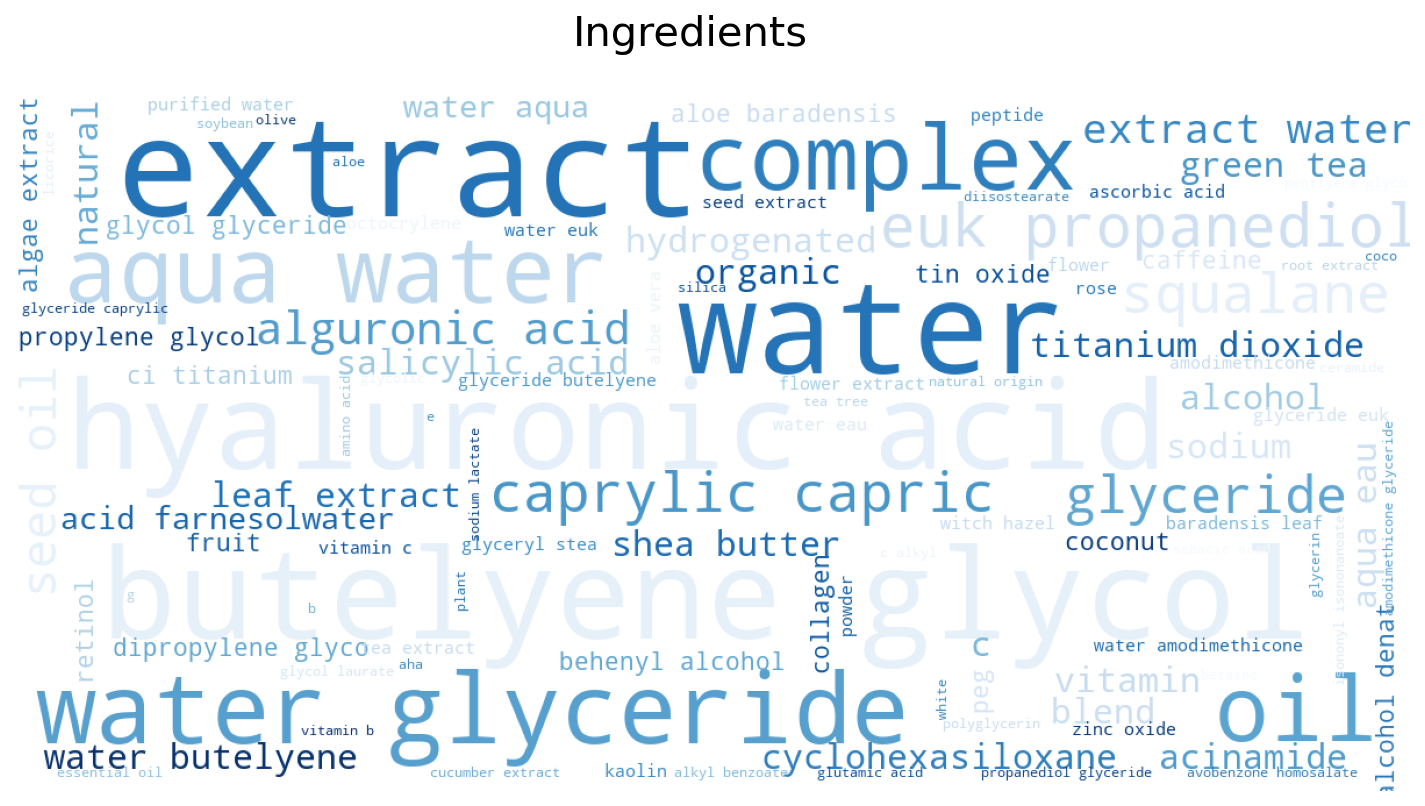 Ingredients
purified water
water aqua
aloe baradensis
peptide
extract water
soybean
olive
algae extract
licorice
natural
extract
aloe
complex
green tea
seed extract
diisostearate
ascorbic acid
glycol glyceride
octocrylene
water euk
hydrogenated
euk propanediol
aqua water
organic
tin oxide
flower
caffeine
root extract
coco
silica
rose
squalane
aloe vera
glyceride caprylic
propylene glycol
alguronic acid
water
titanium dioxide
salicylic acid
amodimethicone
ceramide
ci titanium
glycolic
glyceride butelyene
flower extract
natural origin
alcohol
tea tree
amino acid
e
water eau
glyceride euk
hyaluronic acid
sodium
seed oil
sodium lactate
leaf extract
caprylic capric
glyceride
aqua eau
amodimethicone glyceride
acid farnesolwater
witch hazel
baradensis leaf
fruit
vitamin c
glyceryl stea
shea butter
coconut
c alkyl
glycerin
isononyl isononanoate
butelyene glycol
plant
collagen
powder
retinol
g
b
dipropylene glyco
tea extract
c
water amodimethicone
alcohol denat
behenyl alcohol
aha
glycol laurate
peg
vitamin
water glyceride
white
blend
oil
polyglycerin
zinc oxide
vitamin b
water butelyene
cyclohexasiloxane
acinamide
essential oil
cucumber extract
kaolin
alkyl benzoate
glutamic acid
propanediol glyceride
avobenzone homosalate